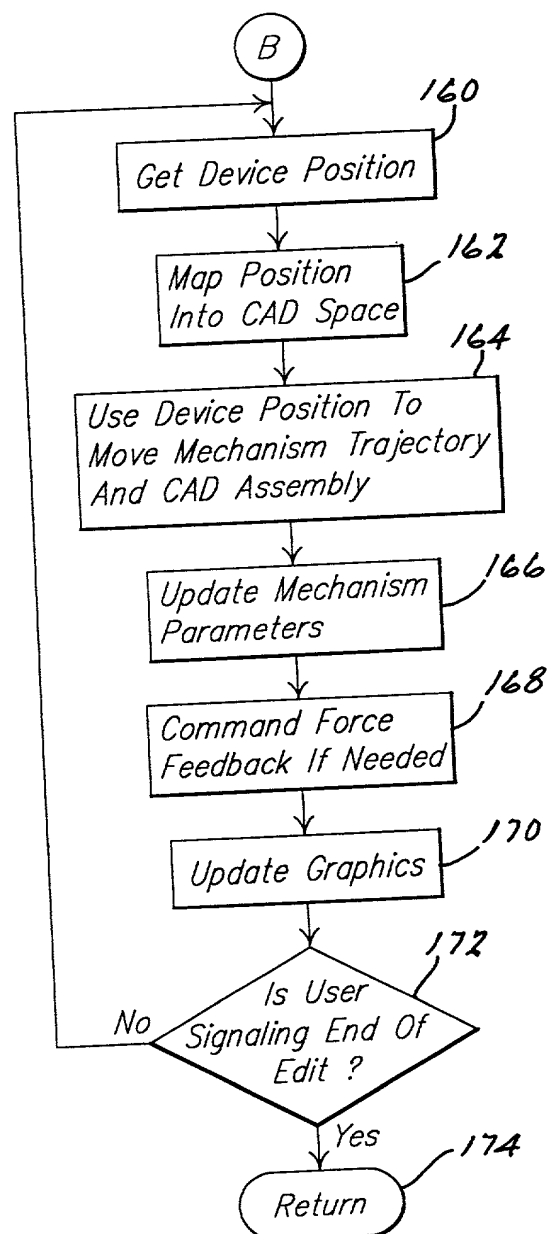 B
160
Get Device Position
162
Map Position
Into CAD Space
164
Use Device Position To
Move Mechanism Trajectory
And CAD Assembly
166
Update Mechanism
Parameters
168
Command Force
Feedback If Needed
170
Update Graphics
172
Is User
Signaling End Of
Edit ?
No
Yes
174
Return